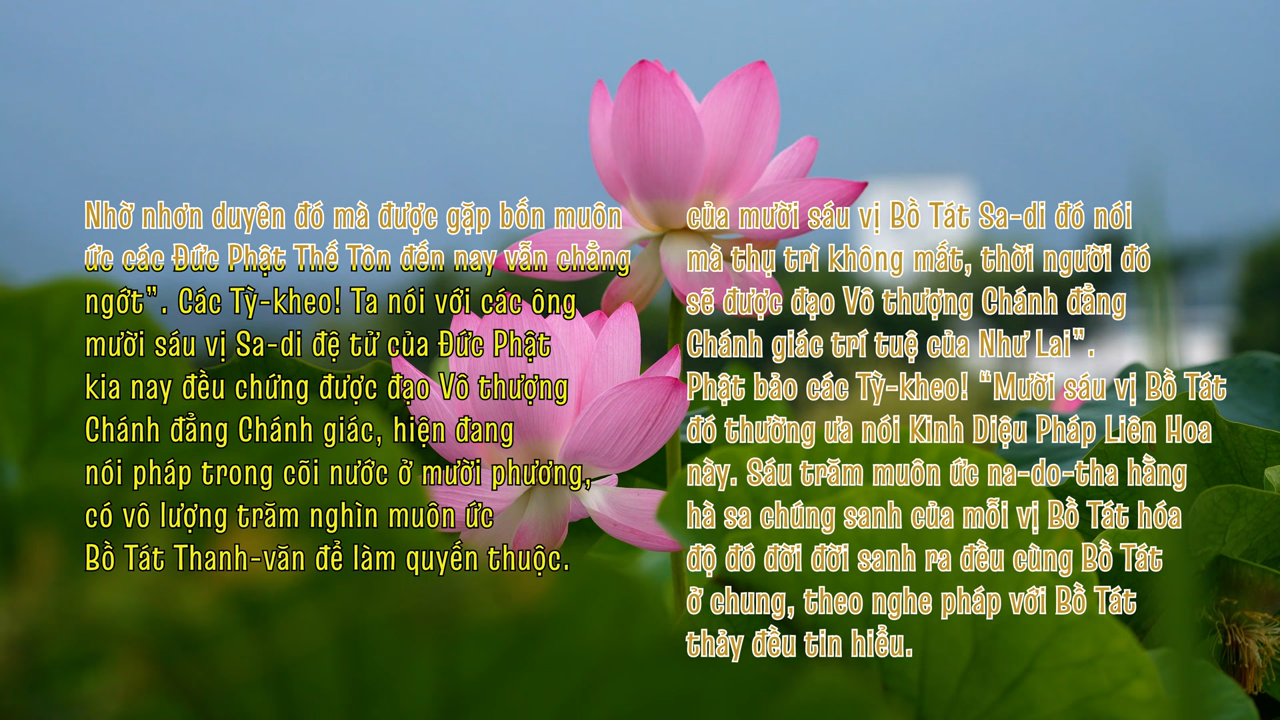 Nhờ nhơn duyên đó mà được gặp bốn muôn
ức các Đức Phật Thế Tôn đến nay vẫn chẳng
ngớt”. Các Tỳ-kheo! Ta nói với các ông
mười sáu vị Sa-di đệ tử của Đức Phật
kia nay đều chứng được đạo Vô thượng
Chánh đẳng Chánh giác, hiện đang
nói pháp trong cõi nước ở mười phương,
có vô lượng trăm nghìn muôn ức
Bồ Tát Thanh-văn để làm quyến thuộc.
của mười sáu vị Bồ Tát Sa-di đó nói
mà thụ trì không mất, thời người đó
sẽ được đạo Vô thượng Chánh đẳng
Chánh giác trí tuệ của Như Lai”.
Phật bảo các Tỳ-kheo! “Mười sáu vị Bồ Tát
đó thường ưa nói Kinh Diệu Pháp Liên Hoa
này. Sáu trăm muôn ức na-do-tha hằng
hà sa chúng sanh của mỗi vị Bồ Tát hóa
độ đó đời đời sanh ra đều cùng Bồ Tát
ở chung, theo nghe pháp với Bồ Tát
thảy đều tin hiểu.